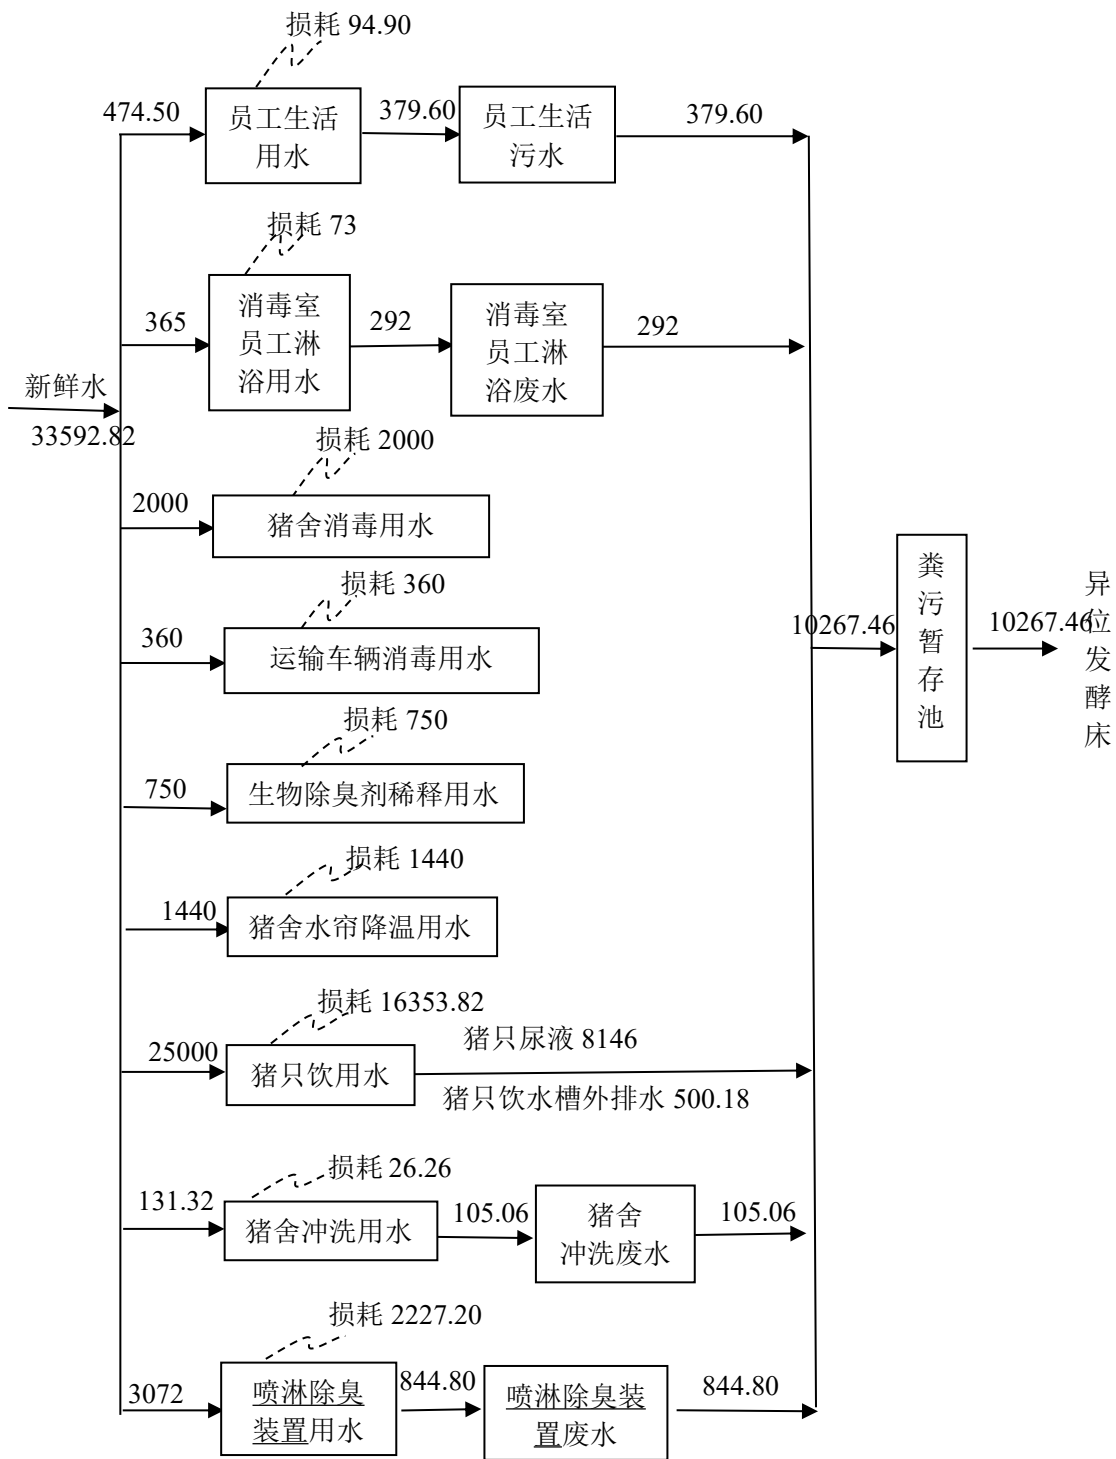 损耗 94.90
474.50
员工生活
用水
379.60
员工生活
污水
379.60
损耗 73
365
消毒室
员工淋
浴用水
292
消毒室
员工淋
浴废水
292
新鲜水
33592.82
损耗 2000
2000
猪舍消毒用水
损耗 360
360
运输车辆消毒用水
10267.46
粪
污
暂
存
池
10267.46
异
位
发
酵
床
损耗 750
750
生物除臭剂稀释用水
损耗 1440
1440
猪舍水帘降温用水
损耗 16353.82
25000
猪只饮用水
猪只尿液 8146
猪只饮水槽外排水 500.18
损耗 26.26
131.32
猪舍冲洗用水
105.06
猪舍
冲洗废水
105.06
损耗 2227.20
3072
喷淋除臭
装置用水
844.80
喷淋除臭装
置废水
844.80